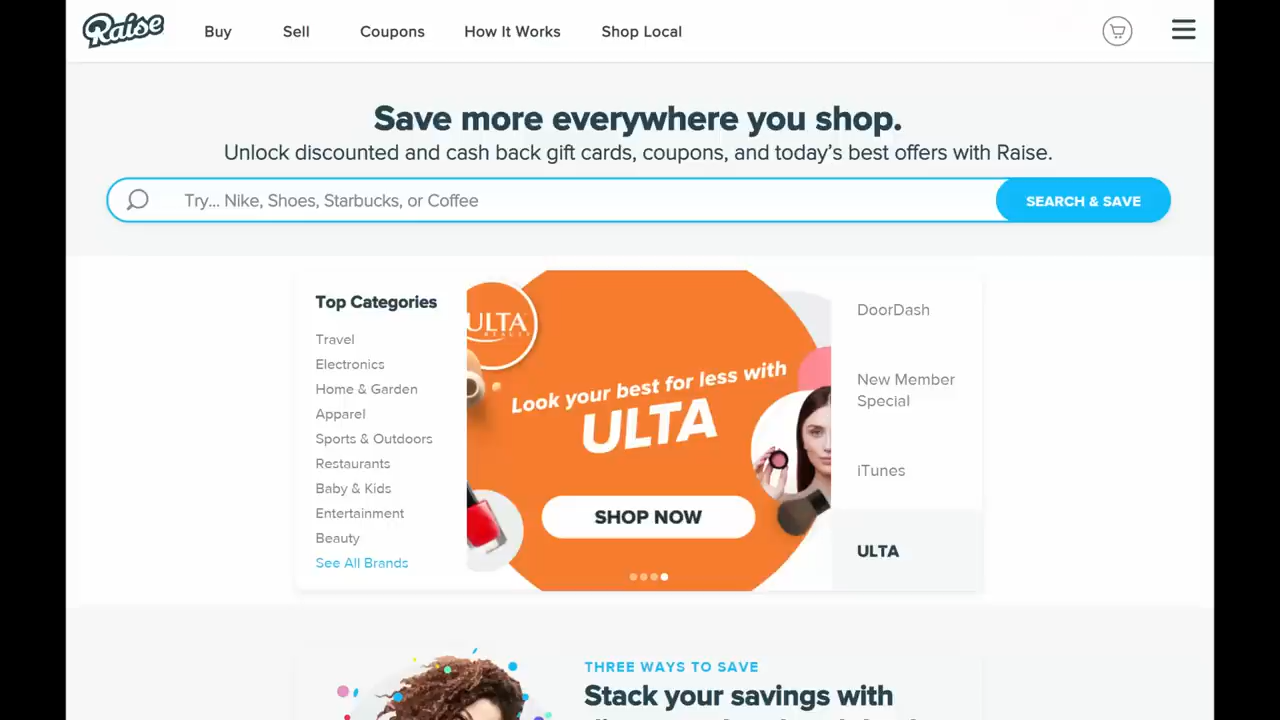 Raise
Buy
Sell
Coupons
How It Works
Shop Local
Save more everywhere you shop.
Unlock discounted and cash back gift cards, coupons, and today's best offers with Raise.
Try... Nike, Shoes, Starbucks, or Coffee
SEARCH & SAVE
Top Categories
Travel
Electronics
Home & Garden
Apparel
Sports & Outdoors
Restaurants
Baby & Kids
Entertainment
Beauty
See All Brands
ULTA
BEAUTY
Look your best for less with
ULTA
SHOP NOW
DoorDash
New Member
Special
iTunes
ULTA
THREE WAYS TO SAVE
Stack your savings with